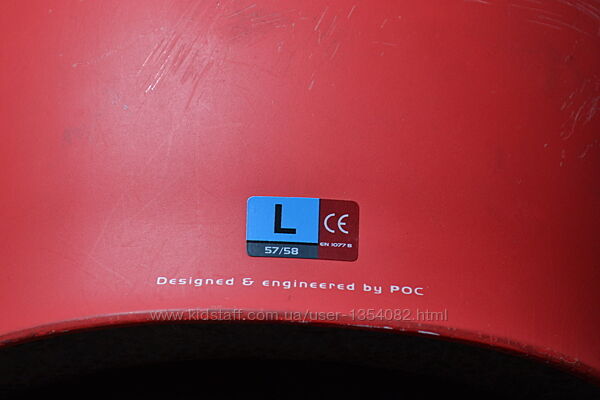 L
CE
EN 1077 B
57/58
Designed & engineered by POC
www.kidstaff.com.ua/user-1354082.html